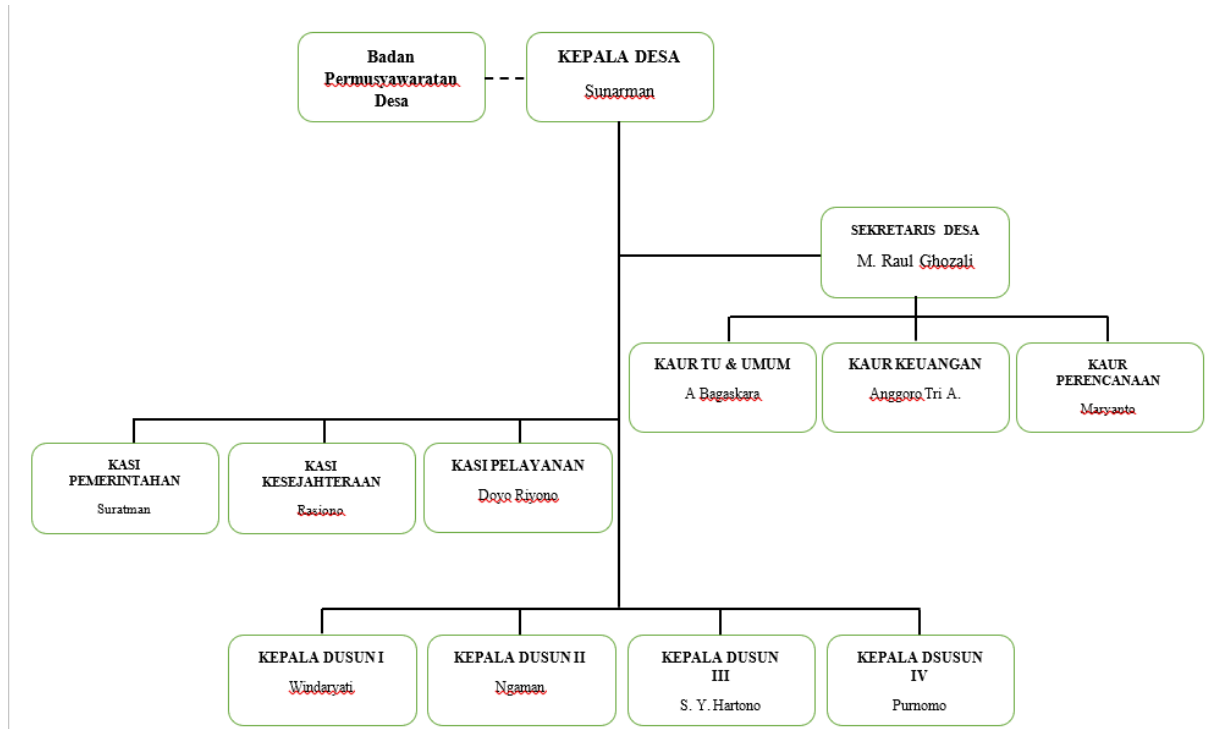 Badan
Permusyawaratan
Desa
KEPALA DESA
Sunarman
SEKRETARIS DESA
M. Raul Ghozali
KAUR TU & UMUM
A Bagaskara
KAUR KEUANGAN
Anggoro Tri A.
KAUR
PERENCANAAN
Maryanto
KASI
PEMERINTAHAN
Suratman
KASI
KESEJAHTERAAN
Rasiono
KASI PELAYANAN
Doyo Riyono
KEPALA DUSUN I
Windaryati
KEPALA DUSUN II
Ngaman
KEPALA DUSUN
III
S. Y. Hartono
KEPALA DSUSUN
IV
Purnomo